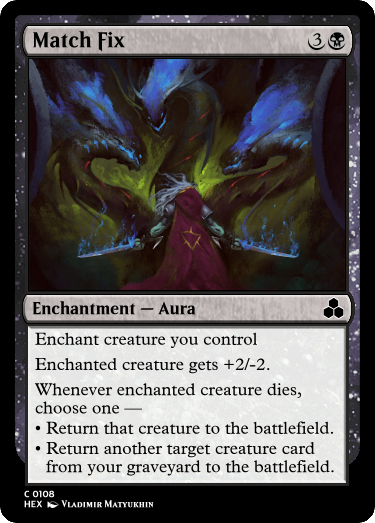 Match Fix 3
Enchantment — Aura
Enchant creature you control
Enchanted creature gets +2/-2.
Whenever enchanted creature dies,
choose one —
• Return that creature to the battlefield.
• Return another target creature card
from your graveyard to the battlefield.
C 0108
HEX Vladimir Matyukhin